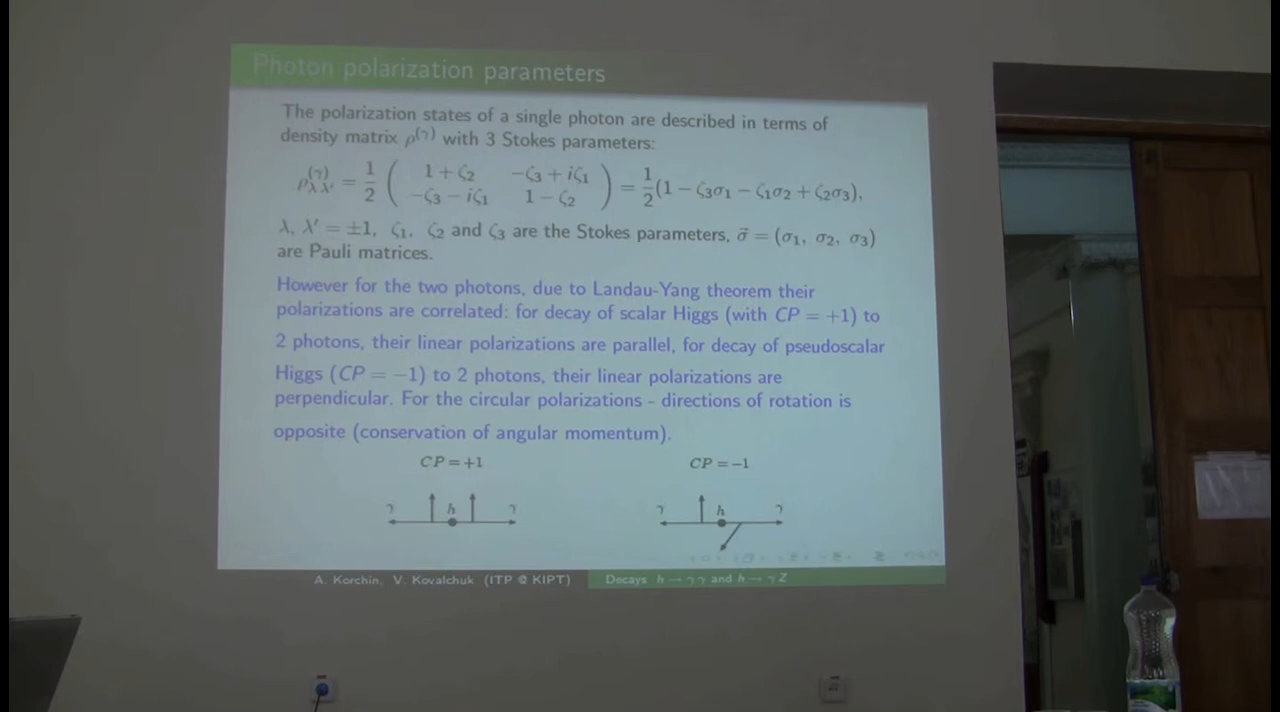 Photon polarization parameters
The polarization states of a single photon are described in terms of
density matrix ρ^(γ) with 3 Stokes parameters:
ρ^(γ)_λ λ′ = 1/2 ( 1 + ζ₂  −ζ₃ + iζ₁ ; −ζ₃ − iζ₁  1 − ζ₂ ) = 1/2 (1 − ζ₃σ₁ − ζ₁σ₂ + ζ₂σ₃),
λ, λ′ = ±1, ζ₁, ζ₂ and ζ₃ are the Stokes parameters, σ⃗ = (σ₁, σ₂, σ₃)
are Pauli matrices.
However for the two photons, due to Landau-Yang theorem their
polarizations are correlated: for decay of scalar Higgs (with CP = +1) to
2 photons, their linear polarizations are parallel, for decay of pseudoscalar
Higgs (CP = −1) to 2 photons, their linear polarizations are
perpendicular. For the circular polarizations - directions of rotation is
opposite (conservation of angular momentum).
CP=+1 CP=−1
γ h γ γ h γ
A. Korchin, V. Kovalchuk (ITP @ KIPT) Decays h → γγ and h → γZ